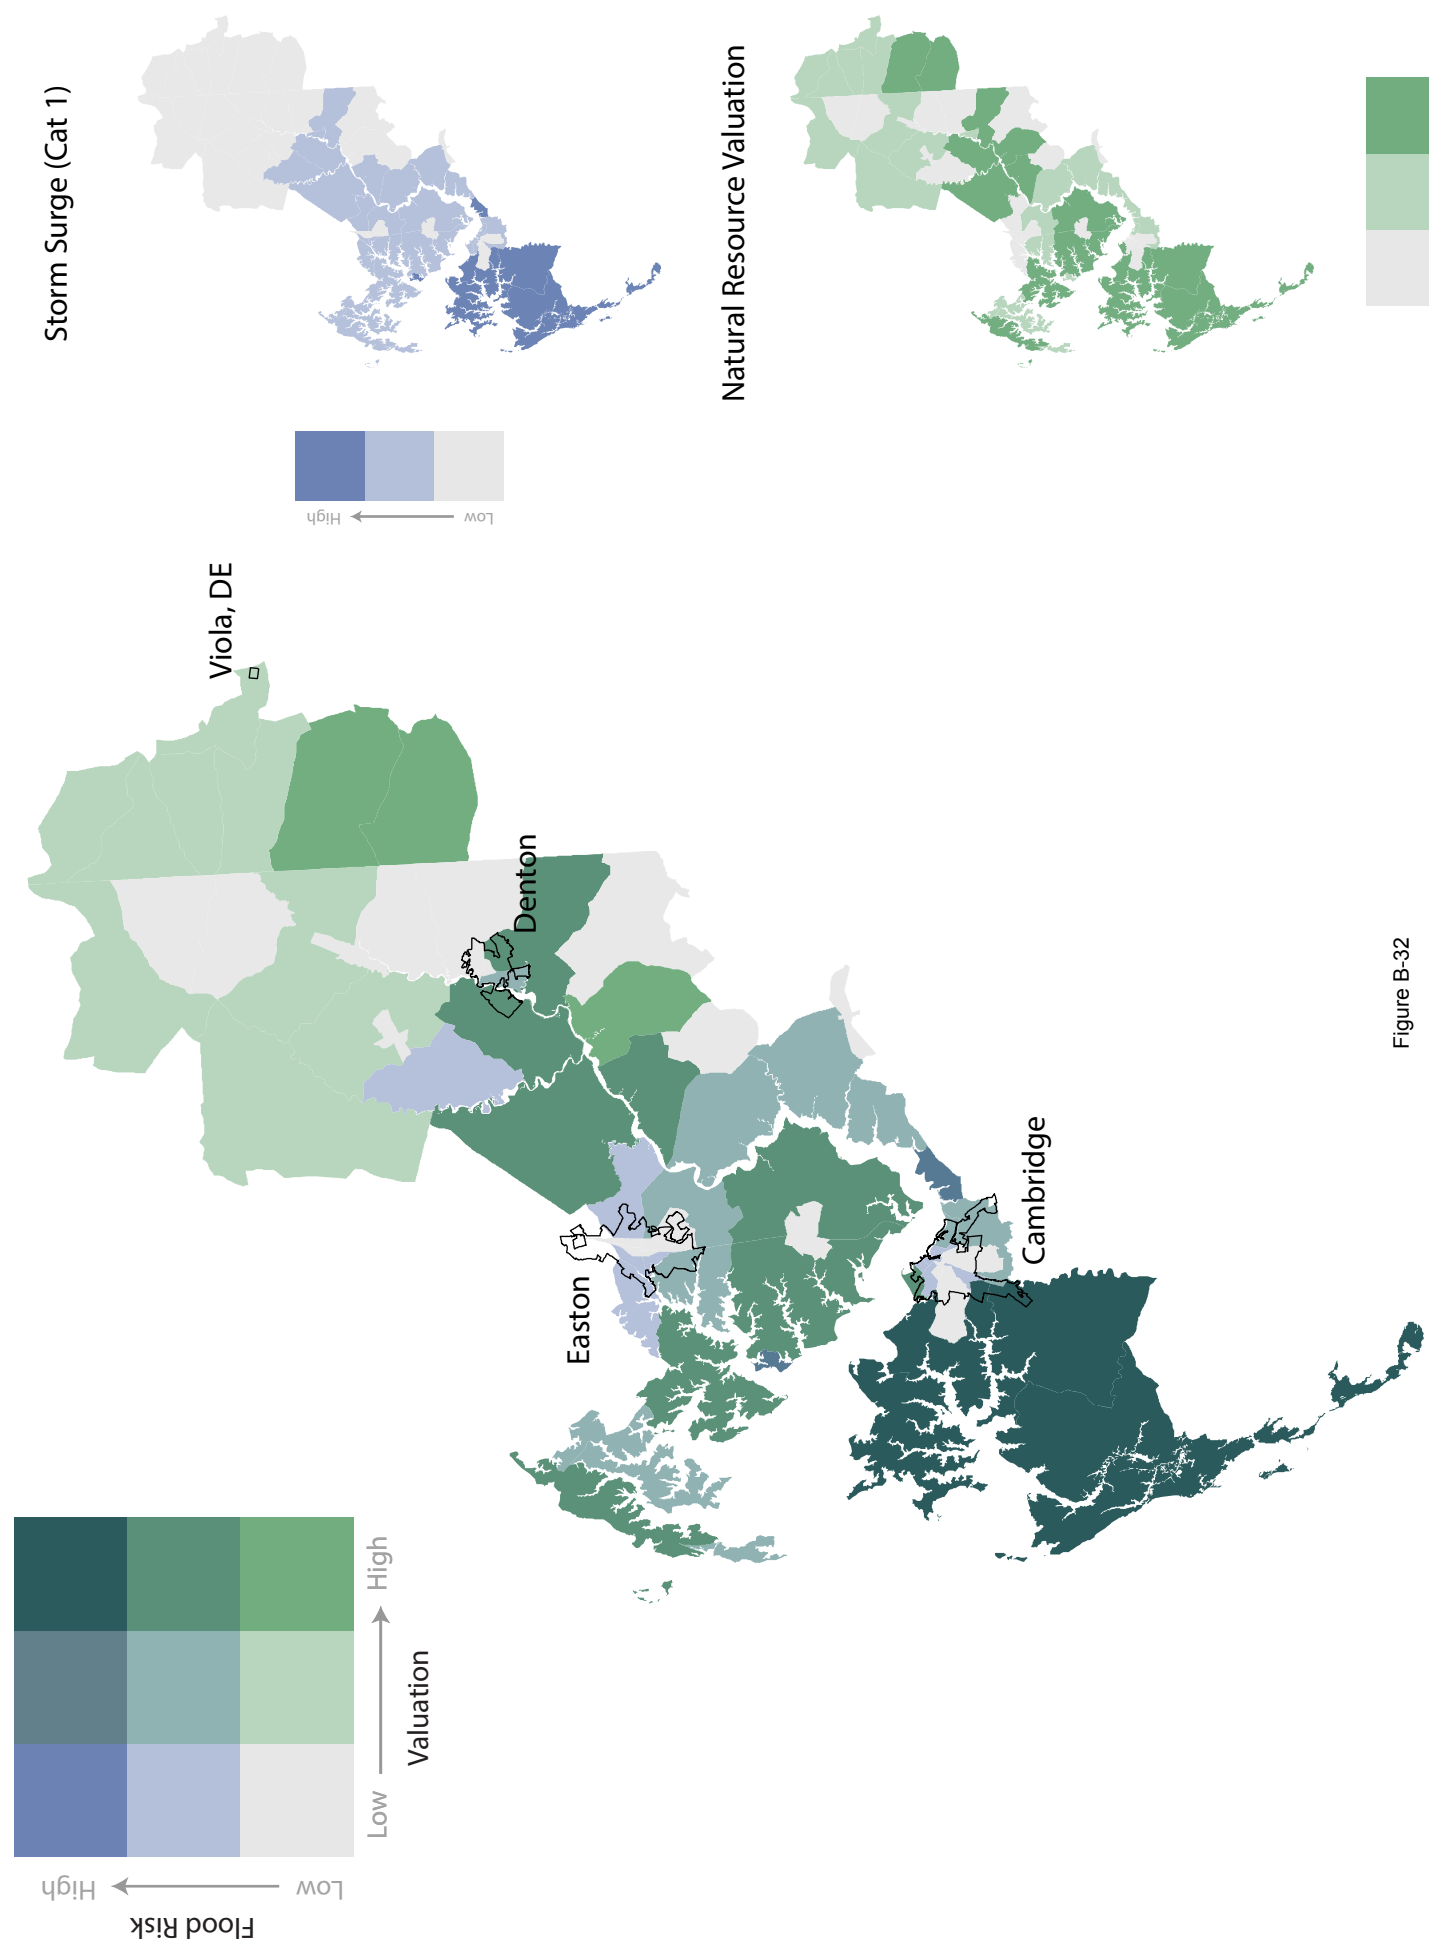 Flood Risk
High
Low
Low
High
Valuation
Viola, DE
Denton
Easton
Cambridge
Storm Surge (Cat 1)
High
Low
Natural Resource Valuation
Figure B-32